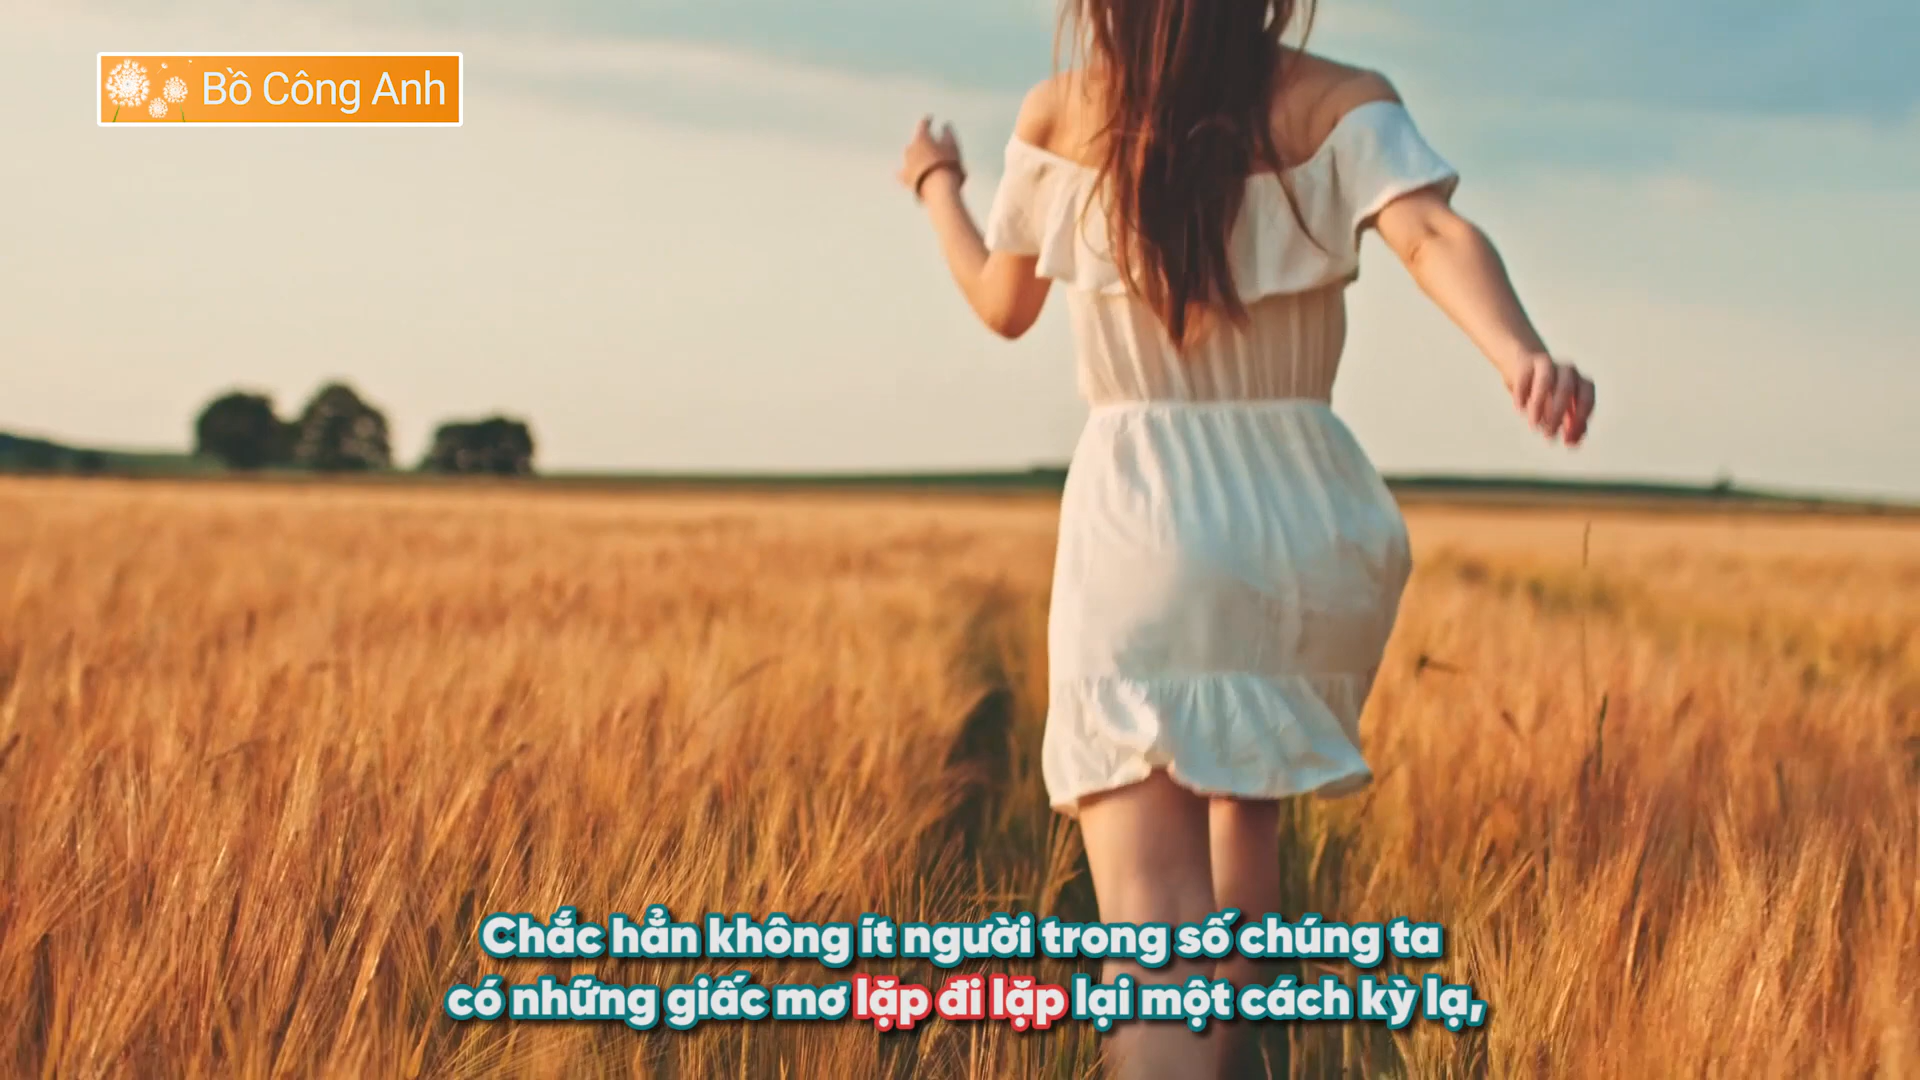 Bồ Công Anh
Chắc hẳn không ít người trong số chúng ta
có những giấc mơ lặp đi lặp lại một cách kỳ lạ,